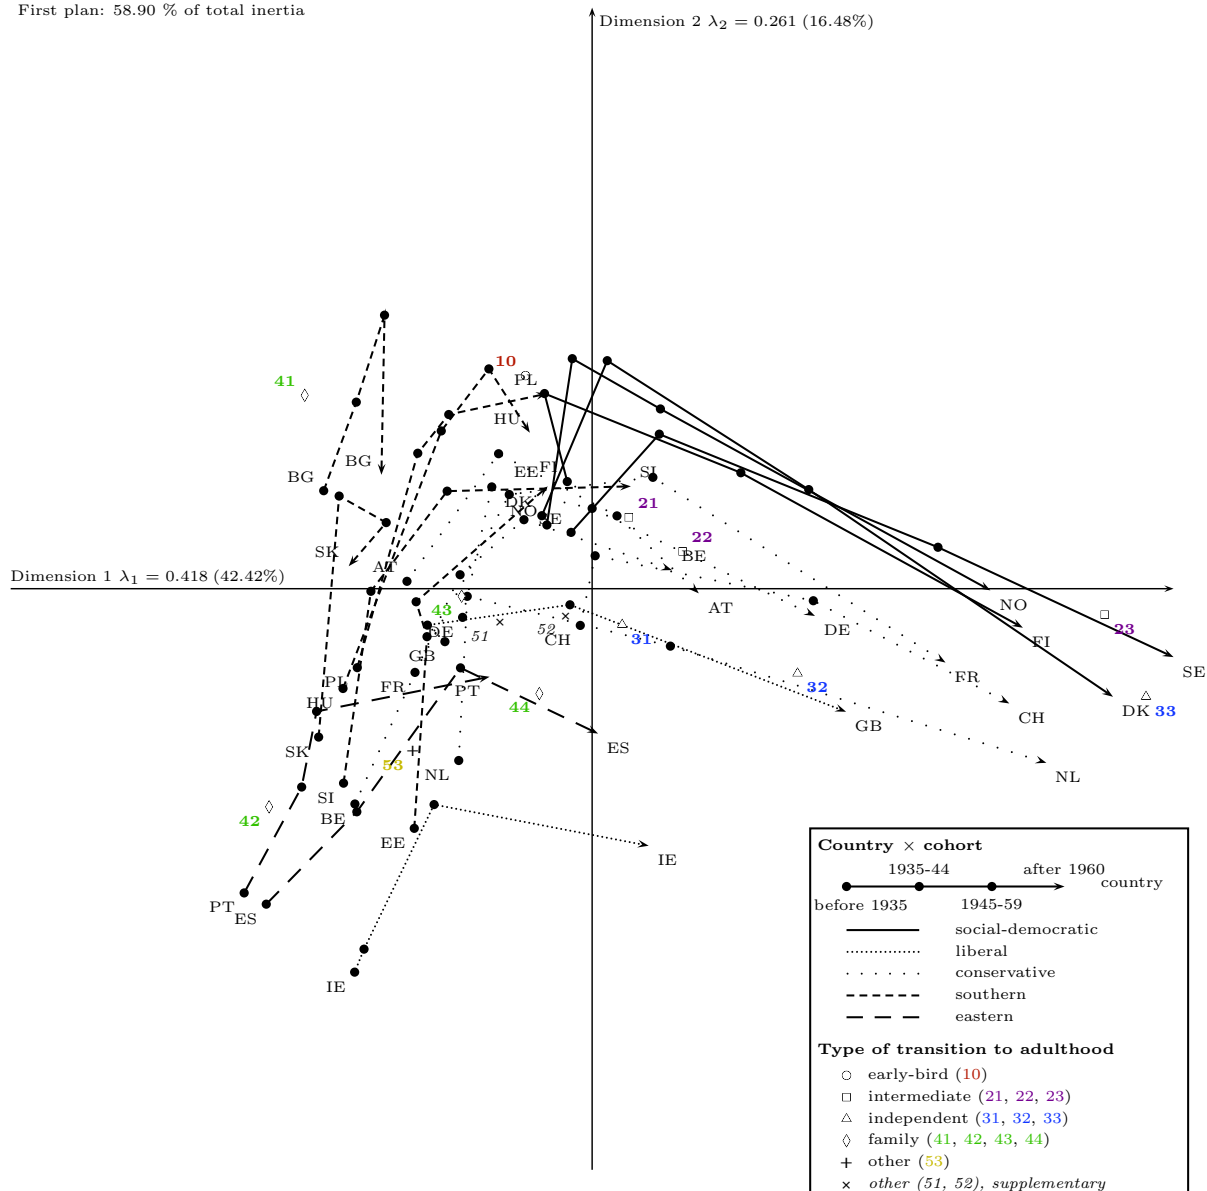 First plan: 58.90 % of total inertia
Dimension 2 λ2 = 0.261 (16.48%)
10
41
PL
HU
BG
BG
EE
FI
SI
DK
21
NO
SE
22
SK
BE
AT
Dimension 1 λ1 = 0.418 (42.42%)
NO
AT
43
23
DE
DE
51
52
CH
31
FI
GB
SE
FR
PL
FR
PT
32
HU
44
DK 33
CH
GB
ES
SK
53
NL
NL
SI
BE
42
EE
IE
PT
ES
IE
Country × cohort
1935-44
after 1960
country
before 1935
1945-59
social-democratic
liberal
conservative
southern
eastern
Type of transition to adulthood
early-bird (10)
intermediate (21, 22, 23)
independent (31, 32, 33)
family (41, 42, 43, 44)
other (53)
other (51, 52), supplementary